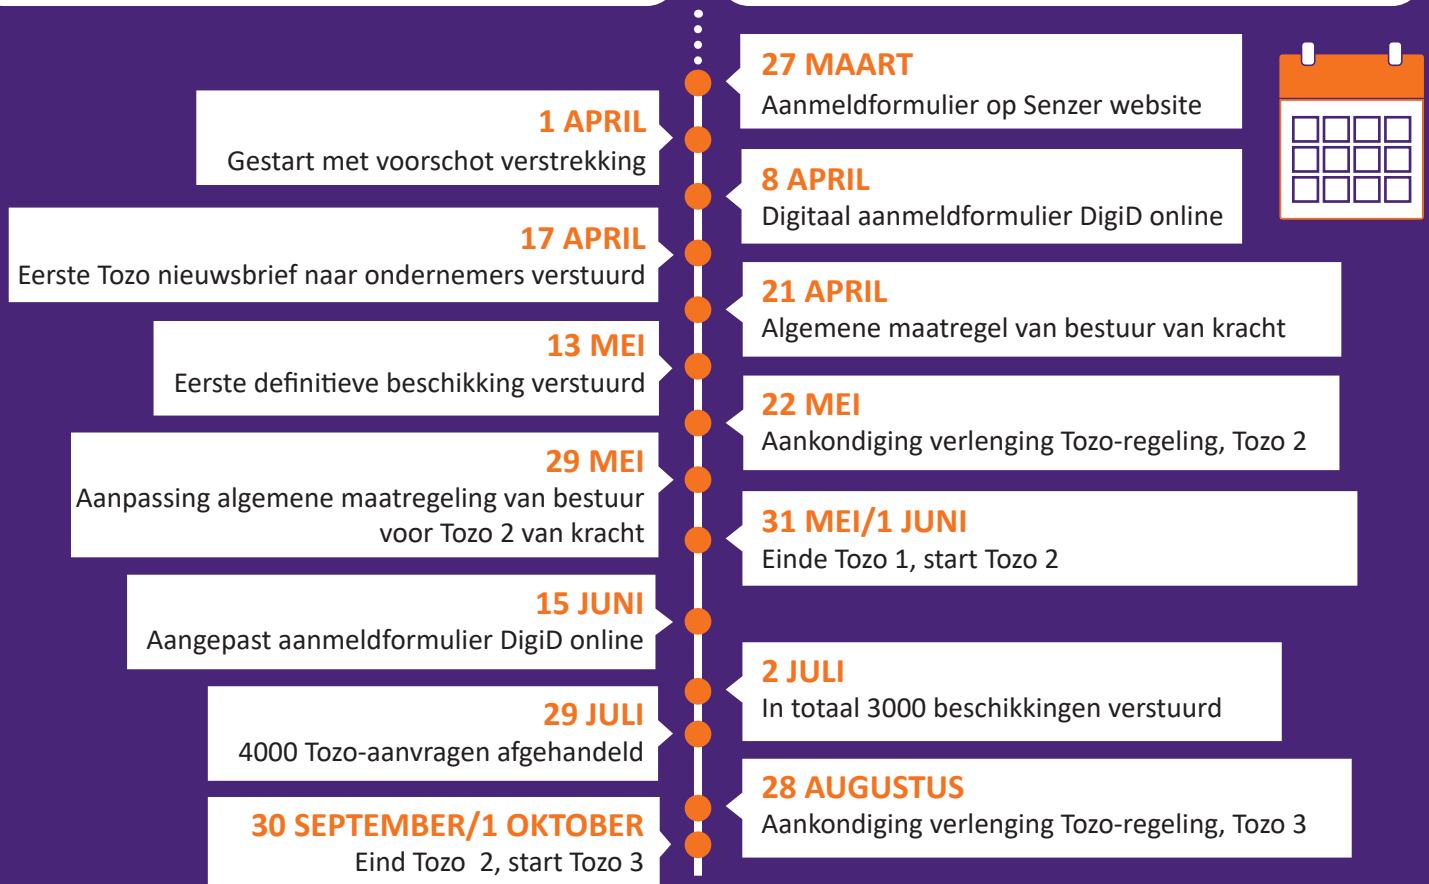 27 MAART
Aanmeldformulier op Senzer website
1 APRIL
Gestart met voorschot verstrekking
8 APRIL
Digitaal aanmeldformulier DigiD online
17 APRIL
Eerste Tozo nieuwsbrief naar ondernemers verstuurd
21 APRIL
Algemene maatregel van bestuur van kracht
13 MEI
Eerste definitieve beschikking verstuurd
22 MEI
Aankondiging verlenging Tozo-regeling, Tozo 2
29 MEI
Aanpassing algemene maatregeling van bestuur
voor Tozo 2 van kracht
31 MEI/1 JUNI
Einde Tozo 1, start Tozo 2
15 JUNI
Aangepast aanmeldformulier DigiD online
2 JULI
In totaal 3000 beschikkingen verstuurd
29 JULI
4000 Tozo-aanvragen afgehandeld
28 AUGUSTUS
Aankondiging verlenging Tozo-regeling, Tozo 3
30 SEPTEMBER/1 OKTOBER
Eind Tozo 2, start Tozo 3